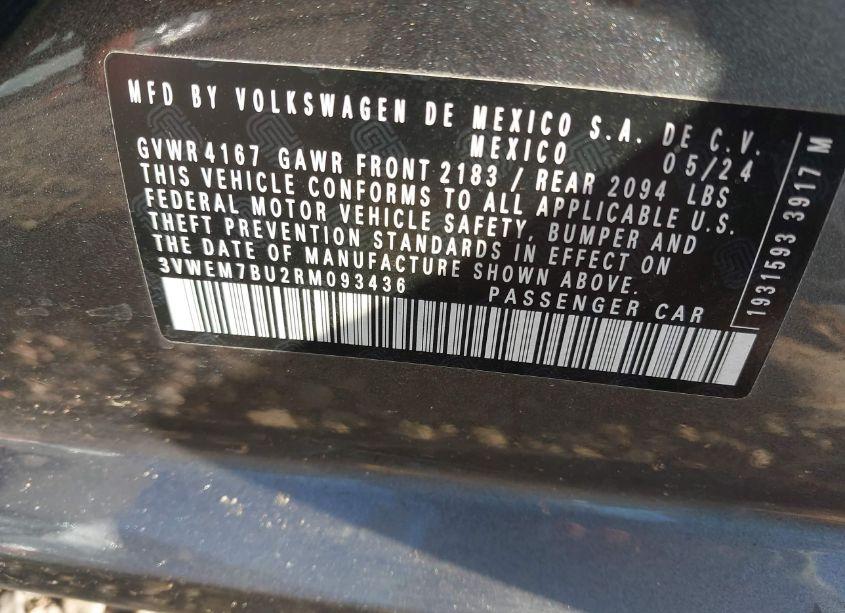 MFD BY VOLKSWAGEN DE MEXICO S.A. DE C.V.
MEXICO 05/24
GVWR 4167 GAWR FRONT 2183 / REAR 2094 LBS
THIS VEHICLE CONFORMS TO ALL APPLICABLE U.S.
FEDERAL MOTOR VEHICLE SAFETY, BUMPER AND
THEFT PREVENTION STANDARDS IN EFFECT ON
THE DATE OF MANUFACTURE SHOWN ABOVE.
3VWEM7BU2RM093436 PASSENGER CAR
1931593 3917 M